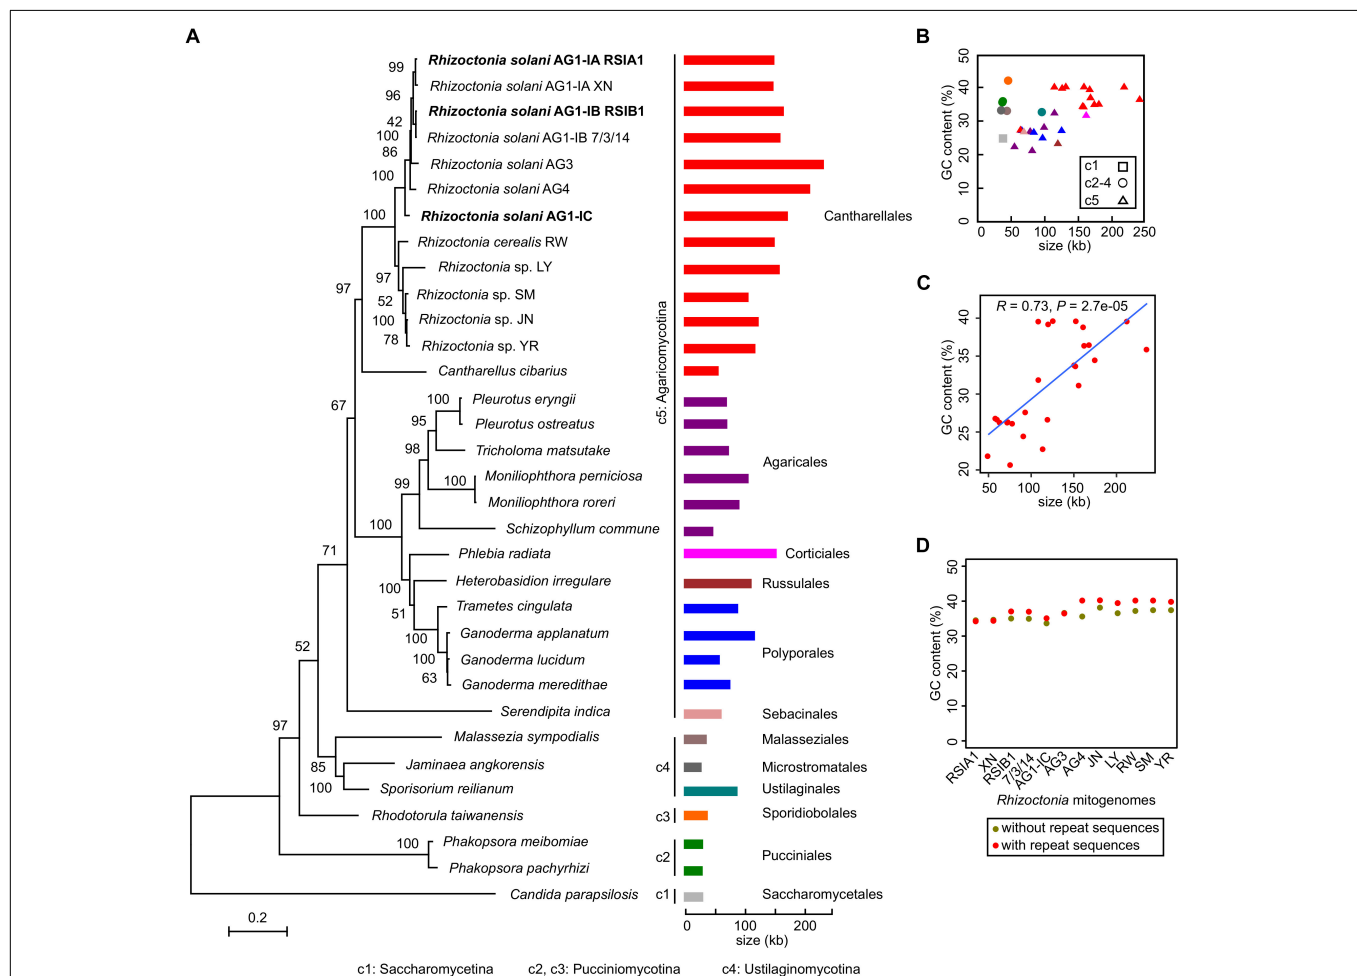 A
Rhizoctonia solani AG1-IA RSIA1
Rhizoctonia solani AG1-IA XN
Rhizoctonia solani AG1-IB RSIB1
Rhizoctonia solani AG1-IB 7/3/14
Rhizoctonia solani AG3
Rhizoctonia solani AG4
Rhizoctonia solani AG1-IC
Rhizoctonia cerealis RW
Rhizoctonia sp. LY
Rhizoctonia sp. SM
Rhizoctonia sp. JN
Rhizoctonia sp. YR
Cantharellus cibarius
Pleurotus eryngii
Pleurotus ostreatus
Tricholoma matsutake
Moniliophthora perniciosa
Moniliophthora roreri
Schizophyllum commune
Phlebia radiata
Heterobasidion irregulare
Trametes cingulata
Ganoderma applanatum
Ganoderma lucidum
Ganoderma meredithae
Serendipita indica
Malassezia sympodialis
Jaminaea angkorensis
Sporisorium reilianum
Rhodotorula taiwanensis
Phakopsora meibomiae
Phakopsora pachyrhizi
Candida parapsilosis
99
96
42
100
86
100
100
97
52
100
78
97
67
100
95
98
99
100
100
100
51
100
100
63
71
52
97
85
100
100
0.2
c5: Agaricomycotina
c4
c3
c2
c1
Cantharellales
Agaricales
Corticiales
Russulales
Polyporales
Sebacinales
Malasseziales
Microstromatales
Ustilaginales
Sporidiobolales
Pucciniales
Saccharomycetales
0 100 200
size (kb)
c1: Saccharomycetina c2, c3: Pucciniomycotina c4: Ustilaginomycotina
B
GC content (%)
50
40
30
20
10
0
c1
c2-4
c5
0 50 100 150 200 250
size (kb)
C
R = 0.73, P = 2.7e-05
GC content (%)
40
35
30
25
20
50 100 150 200
size (kb)
D
GC content (%)
50
40
30
20
10
0
RSIA1 XN RSIB1 7/3/14 AG1-IC AG3 AG4 JN LY RW SM YR
Rhizoctonia mitogenomes
without repeat sequences
with repeat sequences